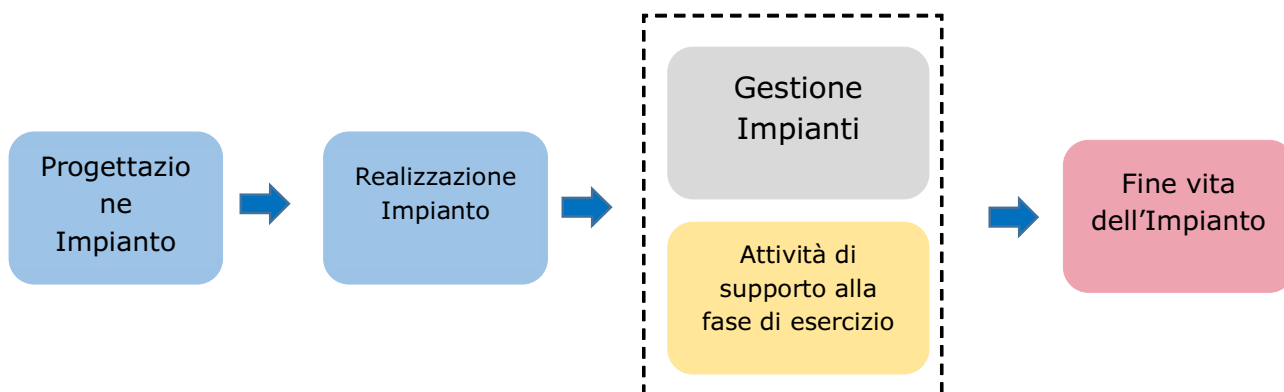 Progettazio
ne
Impianto
Realizzazione
Impianto
Gestione
Impianti
Attività di
supporto alla
fase di esercizio
Fine vita
dell’Impianto